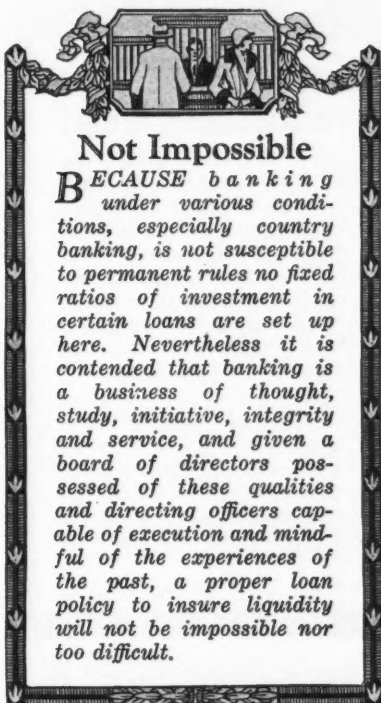 Not Impossible
BECAUSE banking
under various condi-
tions, especially country
banking, is not susceptible
to permanent rules no fixed
ratios of investment in
certain loans are set up
here. Nevertheless it is
contended that banking is
a business of thought,
study, initiative, integrity
and service, and given a
board of directors pos-
sessed of these qualities
and directing officers cap-
able of execution and mind-
ful of the experiences of
the past, a proper loan
policy to insure liquidity
will not be impossible nor
too difficult.